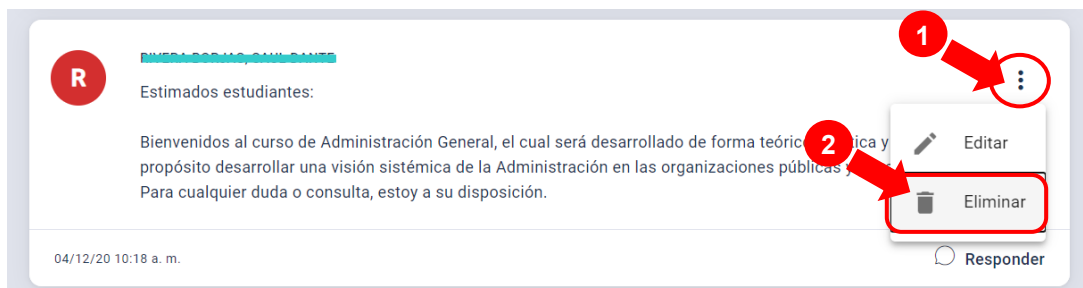 1
R
Estimados estudiantes:
Bienvenidos al curso de Administración General, el cual será desarrollado de forma y
2
Editar
propósito desarrollar una visión sistémica de la Administración en las organizaciones públicas
Para cualquier duda o consulta, estoy a su disposición.
Eliminar
04/12/20 10:18 a. m.
Responder